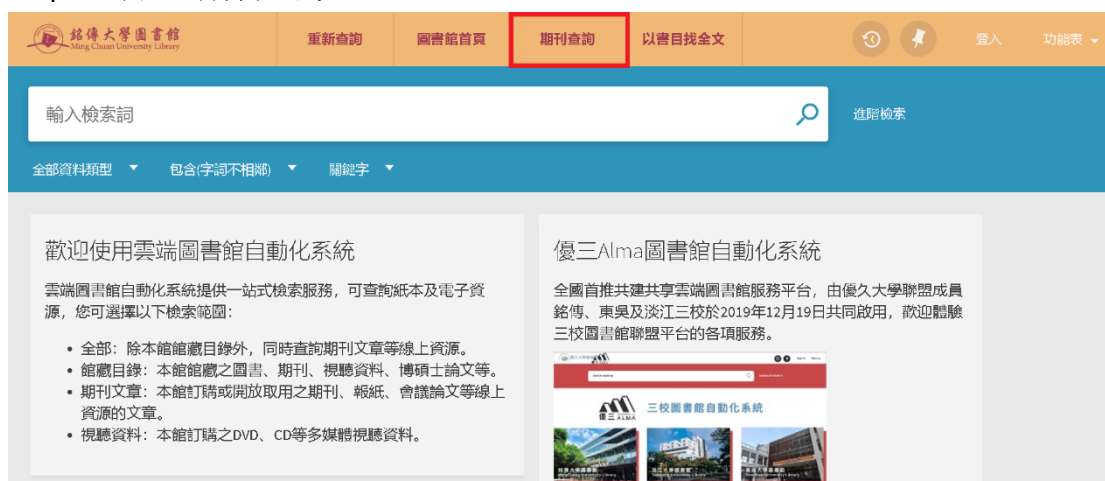 銘傳大學圖書館
Ming Chuan University Library
重新查詢
圖書館首頁
期刊查詢
以書目找全文
登入
功能表
輸入檢索詞
進階檢索
全部資料類型
包含(字詞不相鄰)
關鍵字
歡迎使用雲端圖書館自動化系統
雲端圖書館自動化系統提供一站式檢索服務，可查詢紙本及電子資
源，您可選擇以下檢索範圍：
• 全部：除本館館藏目錄外，同時查詢期刊文章等線上資源。
• 館藏目錄：本館館藏之圖書、期刊、視聽資料、博碩士論文等。
• 期刊文章：本館訂購或開放取用之期刊、報紙、會議論文等線上
資源的文章。
• 視聽資料：本館訂購之DVD、CD等多媒體視聽資料。
優三Alma圖書館自動化系統
全國首推共建共享雲端圖書館服務平台，由優久大學聯盟成員
銘傳、東吳及淡江三校於2019年12月19日共同啟用，歡迎體驗
三校圖書館聯盟平台的各項服務。
優三 ALMA
三校圖書館自動化系統